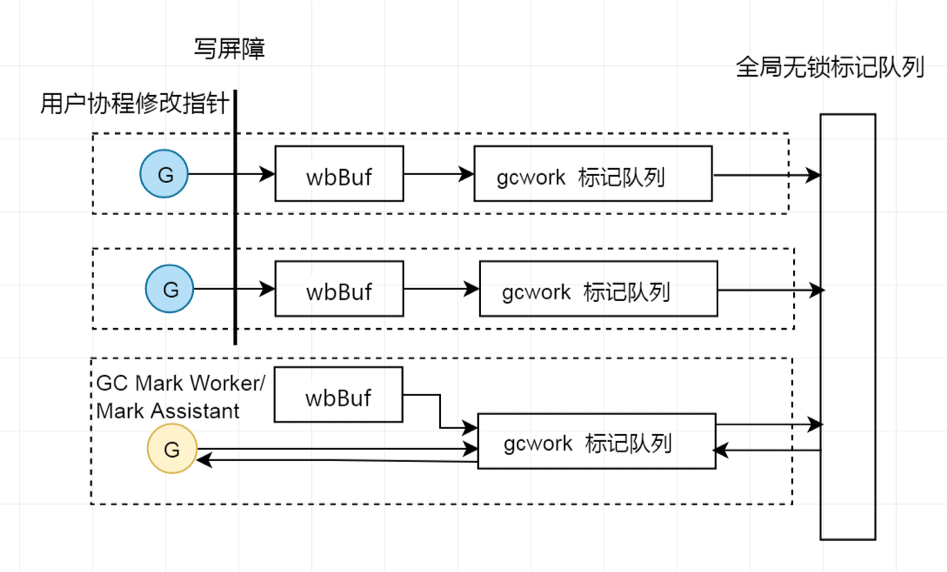 写屏障
全局无锁标记队列
用户协程修改指针
G
wbBuf
gcwork 标记队列
G
wbBuf
gcwork 标记队列
GC Mark Worker/
Mark Assistant
wbBuf
G
gcwork 标记队列